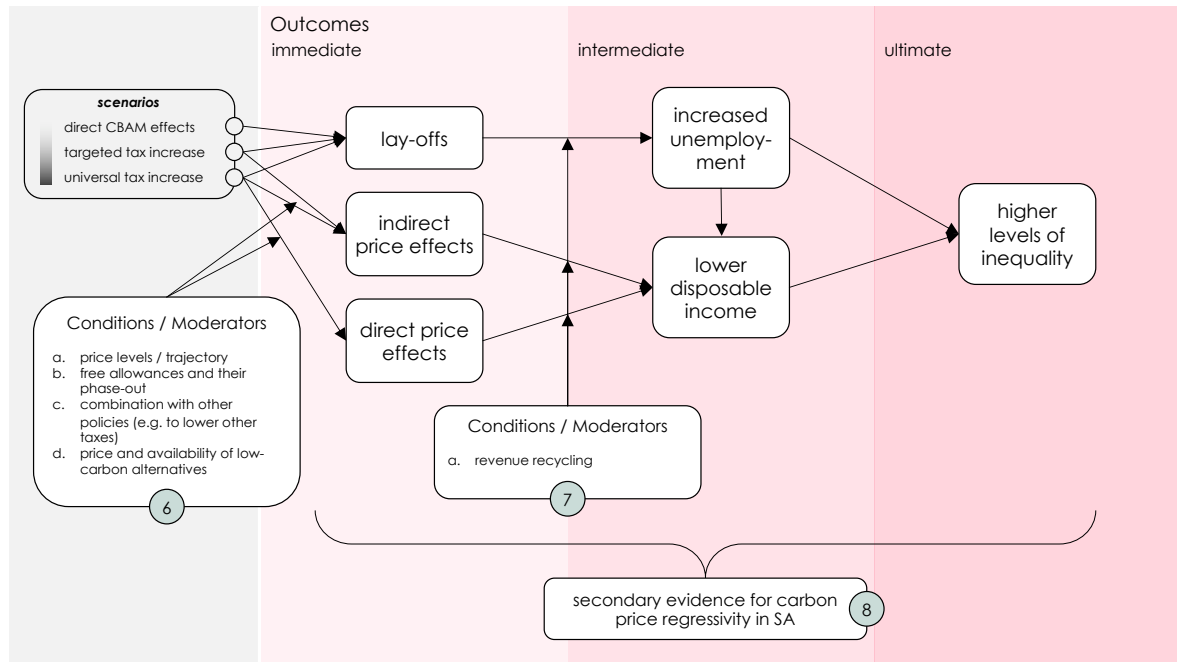 Outcomes
immediate
intermediate
ultimate
scenarios
direct CBAM effects
targeted tax increase
universal tax increase
lay-offs
indirect
price effects
direct price
effects
increased
unemploy-
ment
lower
disposable
income
higher
levels of
inequality
Conditions / Moderators
a. price levels / trajectory
b. free allowances and their
phase-out
c. combination with other
policies (e.g. to lower other
taxes)
d. price and availability of low-
carbon alternatives
6
Conditions / Moderators
a. revenue recycling
7
secondary evidence for carbon
price regressivity in SA
8